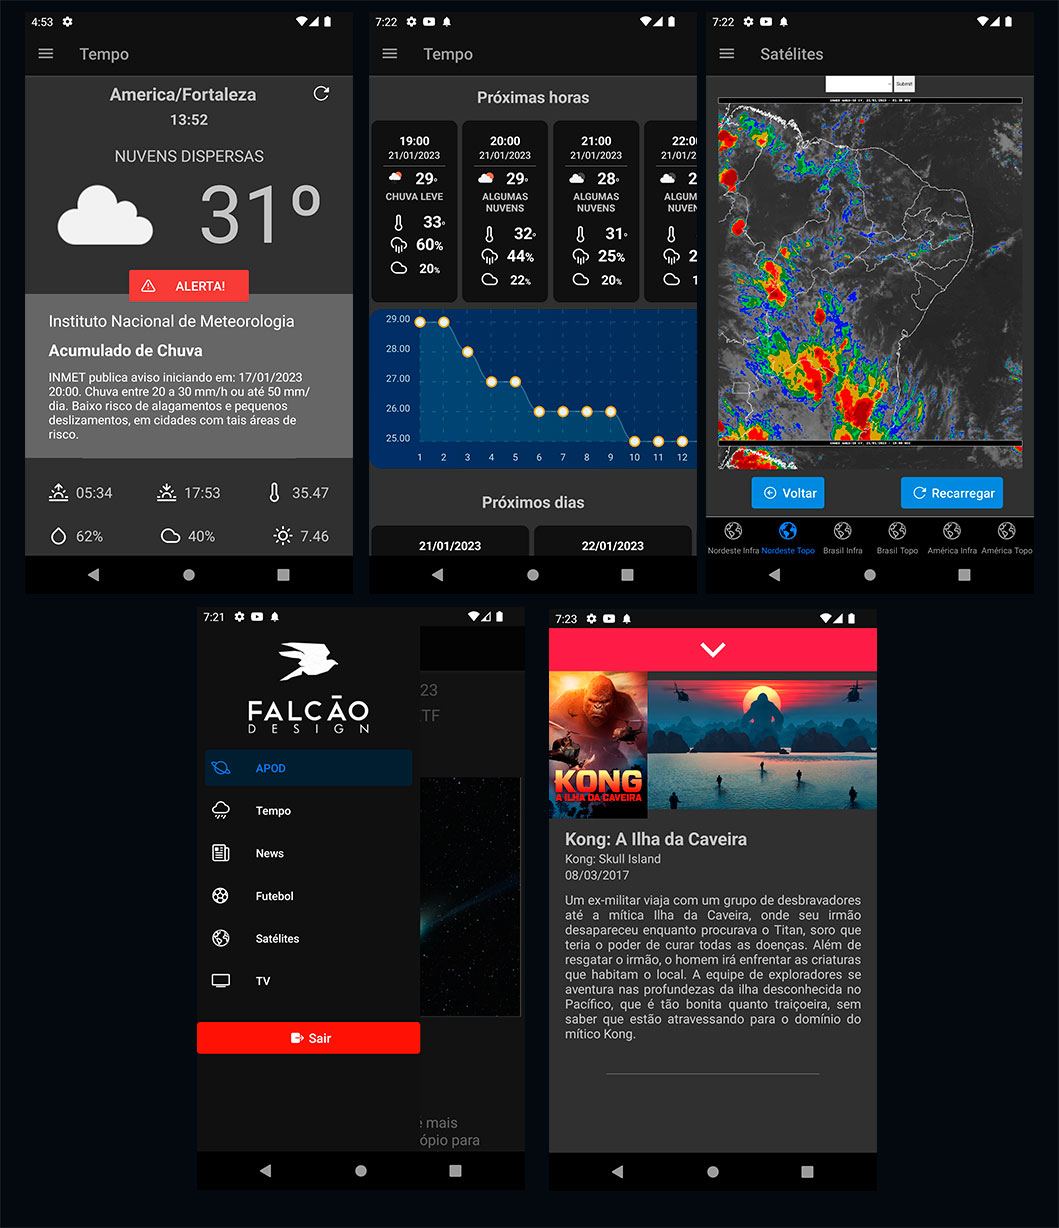 4:53
Tempo
America/Fortaleza
13:52
NUVENS DISPERSAS
31º
ALERTA!
Instituto Nacional de Meteorologia
Acumulado de Chuva
INMET publica aviso iniciando em: 17/01/2023
20:00. Chuva entre 20 a 30 mm/h ou até 50 mm/
dia. Baixo risco de alagamentos e pequenos
deslizamentos, em cidades com tais áreas de
risco.
05:34 17:53 35.47
62% 40% 7.46
7:22
Tempo
Próximas horas
19:00 20:00 21:00 22:0
21/01/2023 21/01/2023 21/01/2023 21/01/2
29º 29º 28º 2
CHUVA LEVE ALGUMAS ALGUMAS ALGUM
NUVENS NUVENS NUVEN
33º 32º 31º 3
60% 44% 25% 2
20% 22% 20% 1
29.00
28.00
27.00
26.00
25.00
1 2 3 4 5 6 7 8 9 10 11 12
Próximos dias
21/01/2023 22/01/2023
7:22
Satélites
Submit
Voltar Recarregar
Nordeste Infra Nordeste Topo Brasil Infra Brasil Topo América Infra América Topo
7:21
FALCÃO
DESIGN
APOD
Tempo
News
Futebol
Satélites
TV
Sair
23
TF
e mais
ópio para
7:23
KONG
A ILHA DA CAVEIRA
Kong: A Ilha da Caveira
Kong: Skull Island
08/03/2017
Um ex-militar viaja com um grupo de desbravadores
até a mítica Ilha da Caveira, onde seu irmão
desapareceu enquanto procurava o Titan, soro que
teria o poder de curar todas as doenças. Além de
resgatar o irmão, o homem irá enfrentar as criaturas
que habitam o local. A equipe de exploradores se
aventura nas profundezas da ilha desconhecida no
Pacífico, que é tão bonita quanto traiçoeira, sem
saber que estão atravessando para o domínio do
mítico Kong.